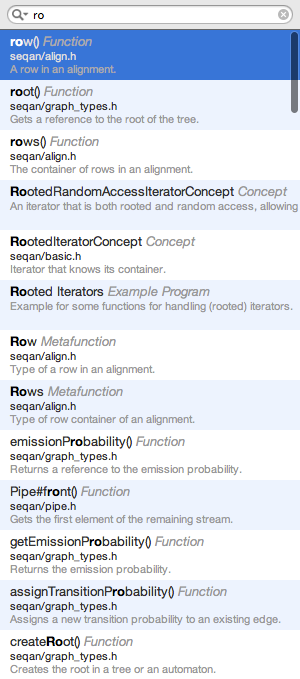 ro
row() Function
seqan/align.h
A row in an alignment.
root() Function
seqan/graph_types.h
Gets a reference to the root of the tree.
rows() Function
seqan/align.h
The container of rows in an alignment.
RootedRandomAccessIteratorConcept Concept
An iterator that is both rooted and random access, allowing
RootedIteratorConcept Concept
seqan/basic.h
Iterator that knows its container.
Rooted Iterators Example Program
Example for some functions for handling (rooted) iterators.
Row Metafunction
seqan/align.h
Type of a row in an alignment.
Rows Metafunction
seqan/align.h
Type of row container of an alignment.
emissionProbability() Function
seqan/graph_types.h
Returns a reference to the emission probability.
Pipe#front() Function
seqan/pipe.h
Gets the first element of the remaining stream.
getEmissionProbability() Function
seqan/graph_types.h
Returns the emission probability.
assignTransitionProbability() Function
seqan/graph_types.h
Assigns a new transition probability to an existing edge.
createRoot() Function
seqan/graph_types.h
Creates the root in a tree or an automaton.